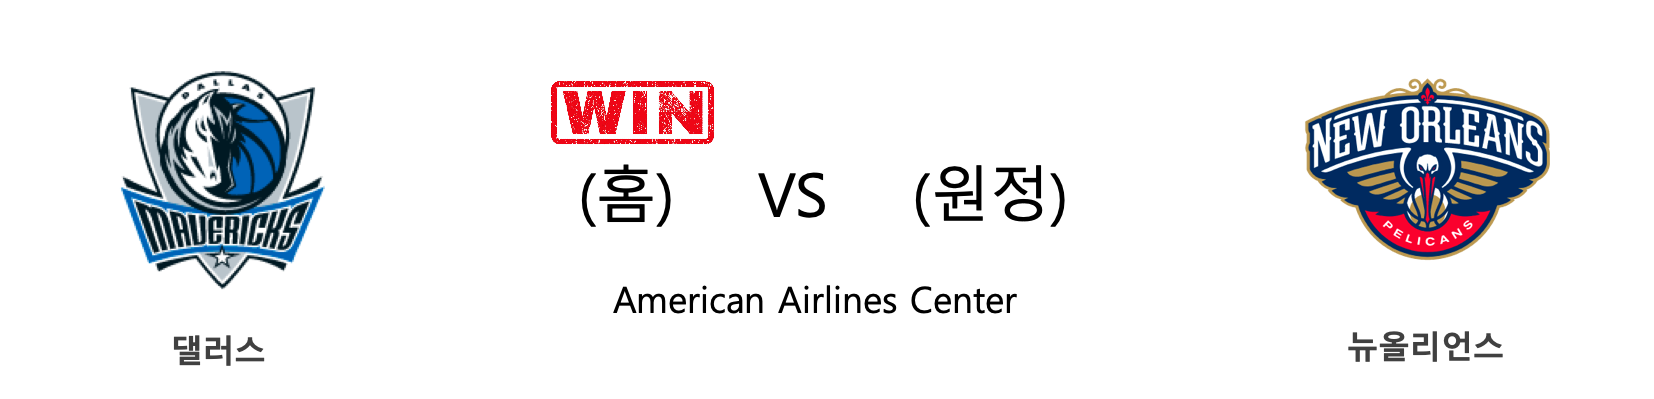 DALLAS
MAVERICKS
댈러스
WIN
(홈) VS (원정)
American Airlines Center
NEW ORLEANS
PELICANS
뉴올리언스